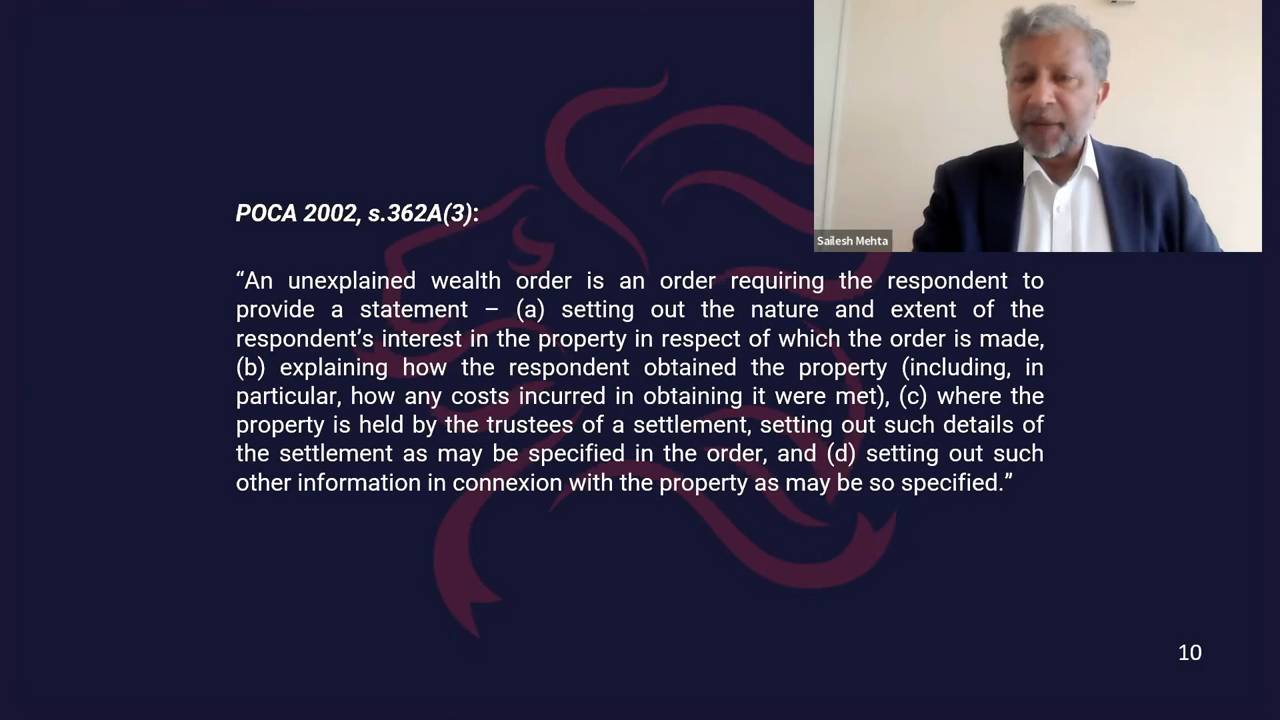 Sailesh Mehta
POCA 2002, s.362A(3):
“An unexplained wealth order is an order requiring the respondent to
provide a statement – (a) setting out the nature and extent of the
respondent’s interest in the property in respect of which the order is made,
(b) explaining how the respondent obtained the property (including, in
particular, how any costs incurred in obtaining it were met), (c) where the
property is held by the trustees of a settlement, setting out such details of
the settlement as may be specified in the order, and (d) setting out such
other information in connexion with the property as may be so specified.”
10